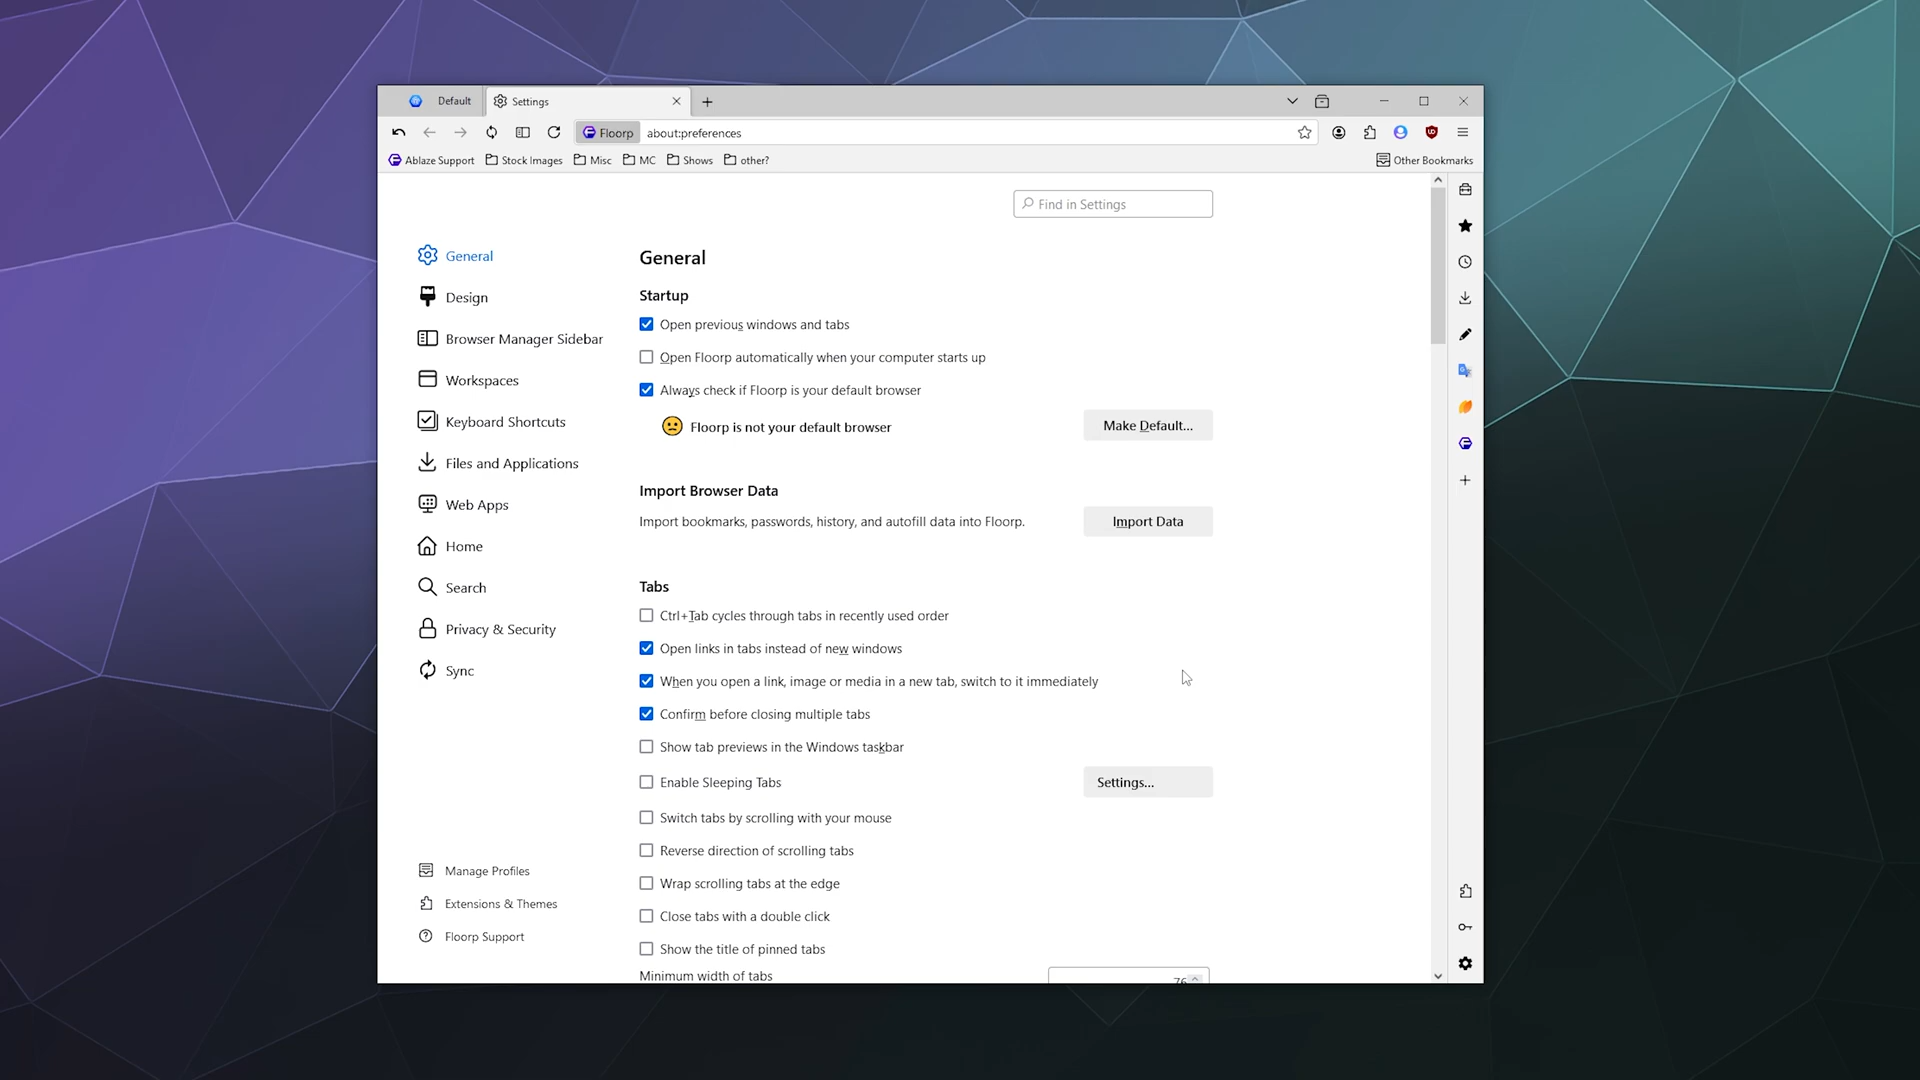 Default
Settings
Floorp about:preferences
Ablaze Support Stock Images Misc MC Shows other? Other Bookmarks
Find in Settings
General
Design
Browser Manager Sidebar
Workspaces
Keyboard Shortcuts
Files and Applications
Web Apps
Home
Search
Privacy & Security
Sync
Manage Profiles
Extensions & Themes
Floorp Support
General
Startup
Open previous windows and tabs
Open Floorp automatically when your computer starts up
Always check if Floorp is your default browser
Floorp is not your default browser
Make Default...
Import Browser Data
Import bookmarks, passwords, history, and autofill data into Floorp.
Import Data
Tabs
Ctrl+Tab cycles through tabs in recently used order
Open links in tabs instead of new windows
When you open a link, image or media in a new tab, switch to it immediately
Confirm before closing multiple tabs
Show tab previews in the Windows taskbar
Enable Sleeping Tabs
Settings...
Switch tabs by scrolling with your mouse
Reverse direction of scrolling tabs
Wrap scrolling tabs at the edge
Close tabs with a double click
Show the title of pinned tabs
Minimum width of tabs
76